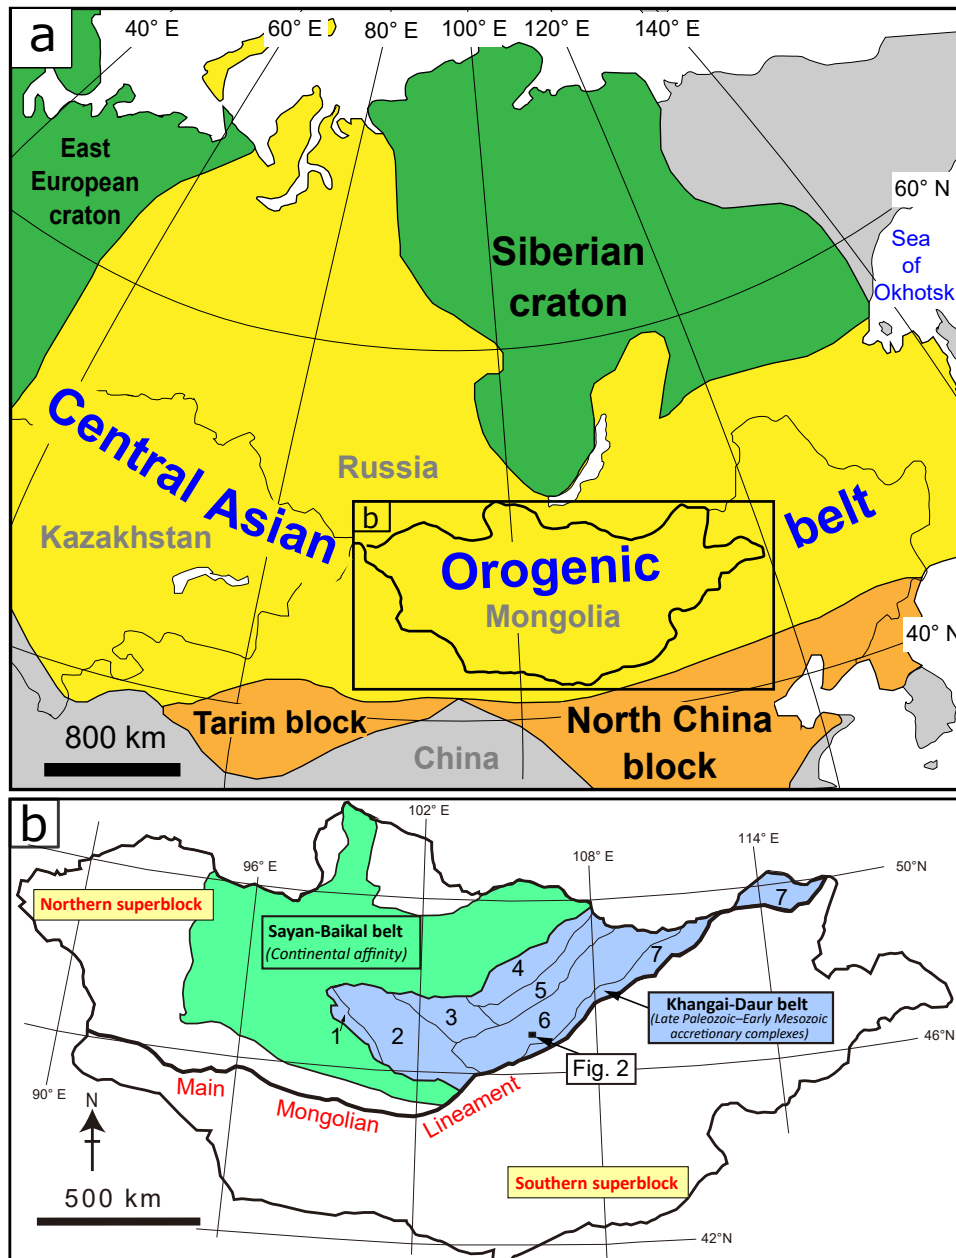 a
40° E
60° E
80° E
100° E
120° E
140° E
East
European
craton
60° N
Siberian
craton
Sea
of
Okhotsk
Central Asian
Orogenic
belt
Russia
Kazakhstan
b
Mongolia
40° N
Tarim block
North China
block
China
800 km
b
102° E
114° E
96° E
108° E
50°N
Northern superblock
Sayan-Baikal belt
(Continental affinity)
7
4
7
5
3
6
2
1
Khangai-Daur belt
(Late Paleozoic–Early Mesozoic
accretionary complexes)
46°N
Fig. 2
90° E
Main
Mongolian
Lineament
N
500 km
Southern superblock
42°N